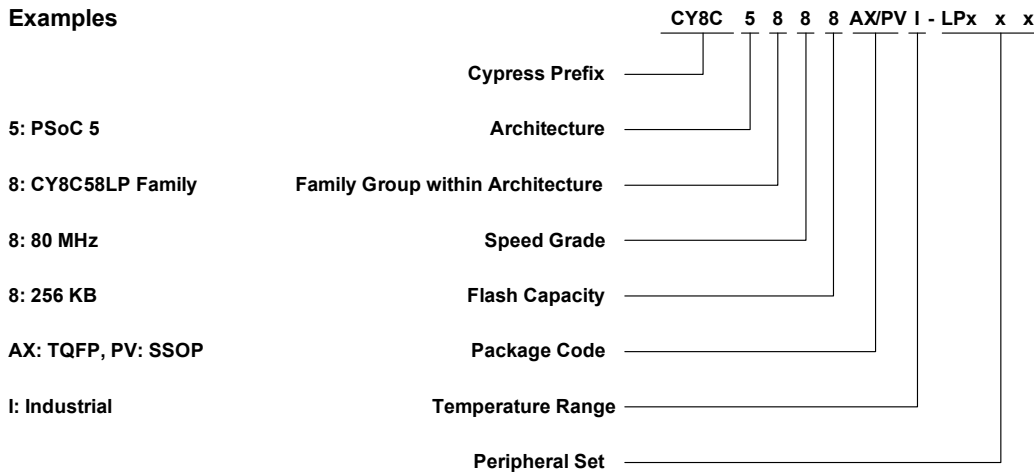 Examples CY8C 5 8 8 8 AX/PV I - LPx x x
Cypress Prefix
5: PSoC 5 Architecture
8: CY8C58LP Family Family Group within Architecture
8: 80 MHz Speed Grade
8: 256 KB Flash Capacity
AX: TQFP, PV: SSOP Package Code
I: Industrial Temperature Range
Peripheral Set